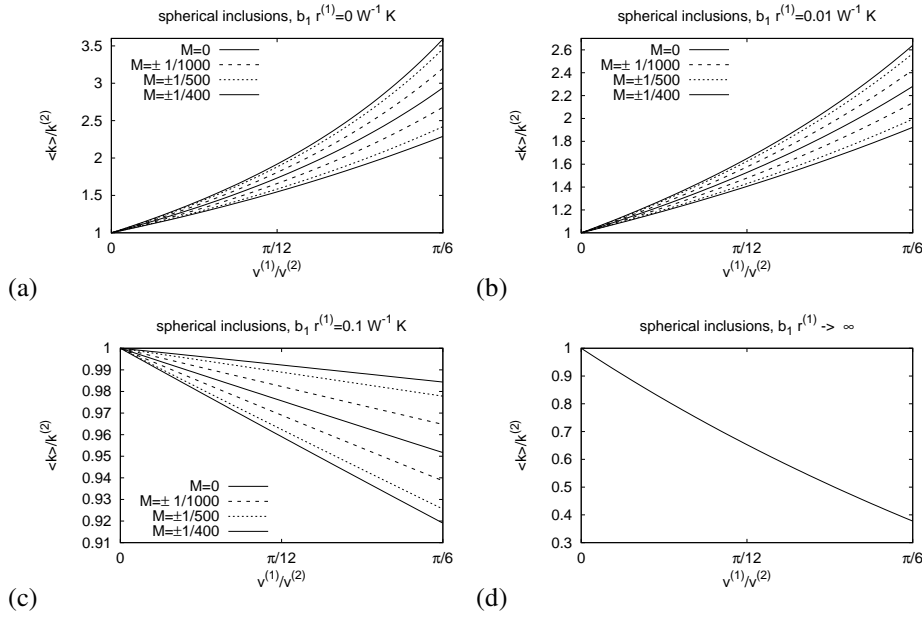 spherical inclusions, b₁ r⁽¹⁾=0 W⁻¹ K
3.5
3
2.5
2
1.5
1
<k>/k⁽²⁾
M=0
M=± 1/1000
M=±1/500
M=±1/400
0
π/12
π/6
v⁽¹⁾/v⁽²⁾
(a)
spherical inclusions, b₁ r⁽¹⁾=0.01 W⁻¹ K
2.6
2.4
2.2
2
1.8
1.6
1.4
1.2
1
<k>/k⁽²⁾
M=0
M=± 1/1000
M=±1/500
M=±1/400
0
π/12
π/6
v⁽¹⁾/v⁽²⁾
(b)
spherical inclusions, b₁ r⁽¹⁾=0.1 W⁻¹ K
1
0.99
0.98
0.97
0.96
0.95
0.94
0.93
0.92
0.91
<k>/k⁽²⁾
M=0
M=± 1/1000
M=±1/500
M=±1/400
0
π/12
π/6
v⁽¹⁾/v⁽²⁾
(c)
spherical inclusions, b₁ r⁽¹⁾ -> ∞
1
0.9
0.8
0.7
0.6
0.5
0.4
0.3
<k>/k⁽²⁾
0
π/12
π/6
v⁽¹⁾/v⁽²⁾
(d)